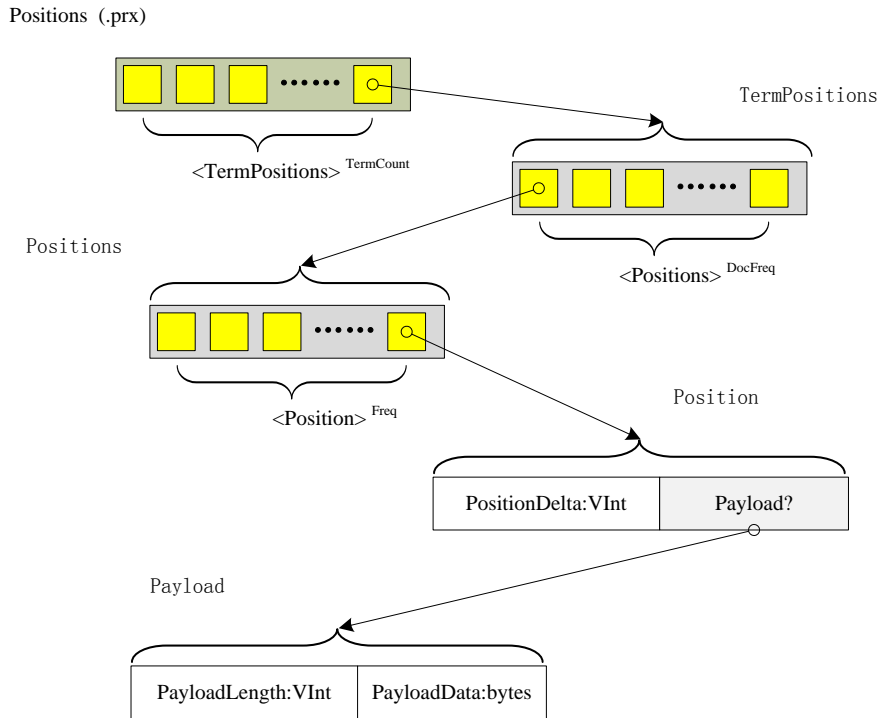 Positions (.prx)
TermPositions
<TermPositions> TermCount
Positions
<Positions> DocFreq
<Position> Freq
Position
PositionDelta:VInt
Payload?
Payload
PayloadLength:VInt
PayloadData:bytes